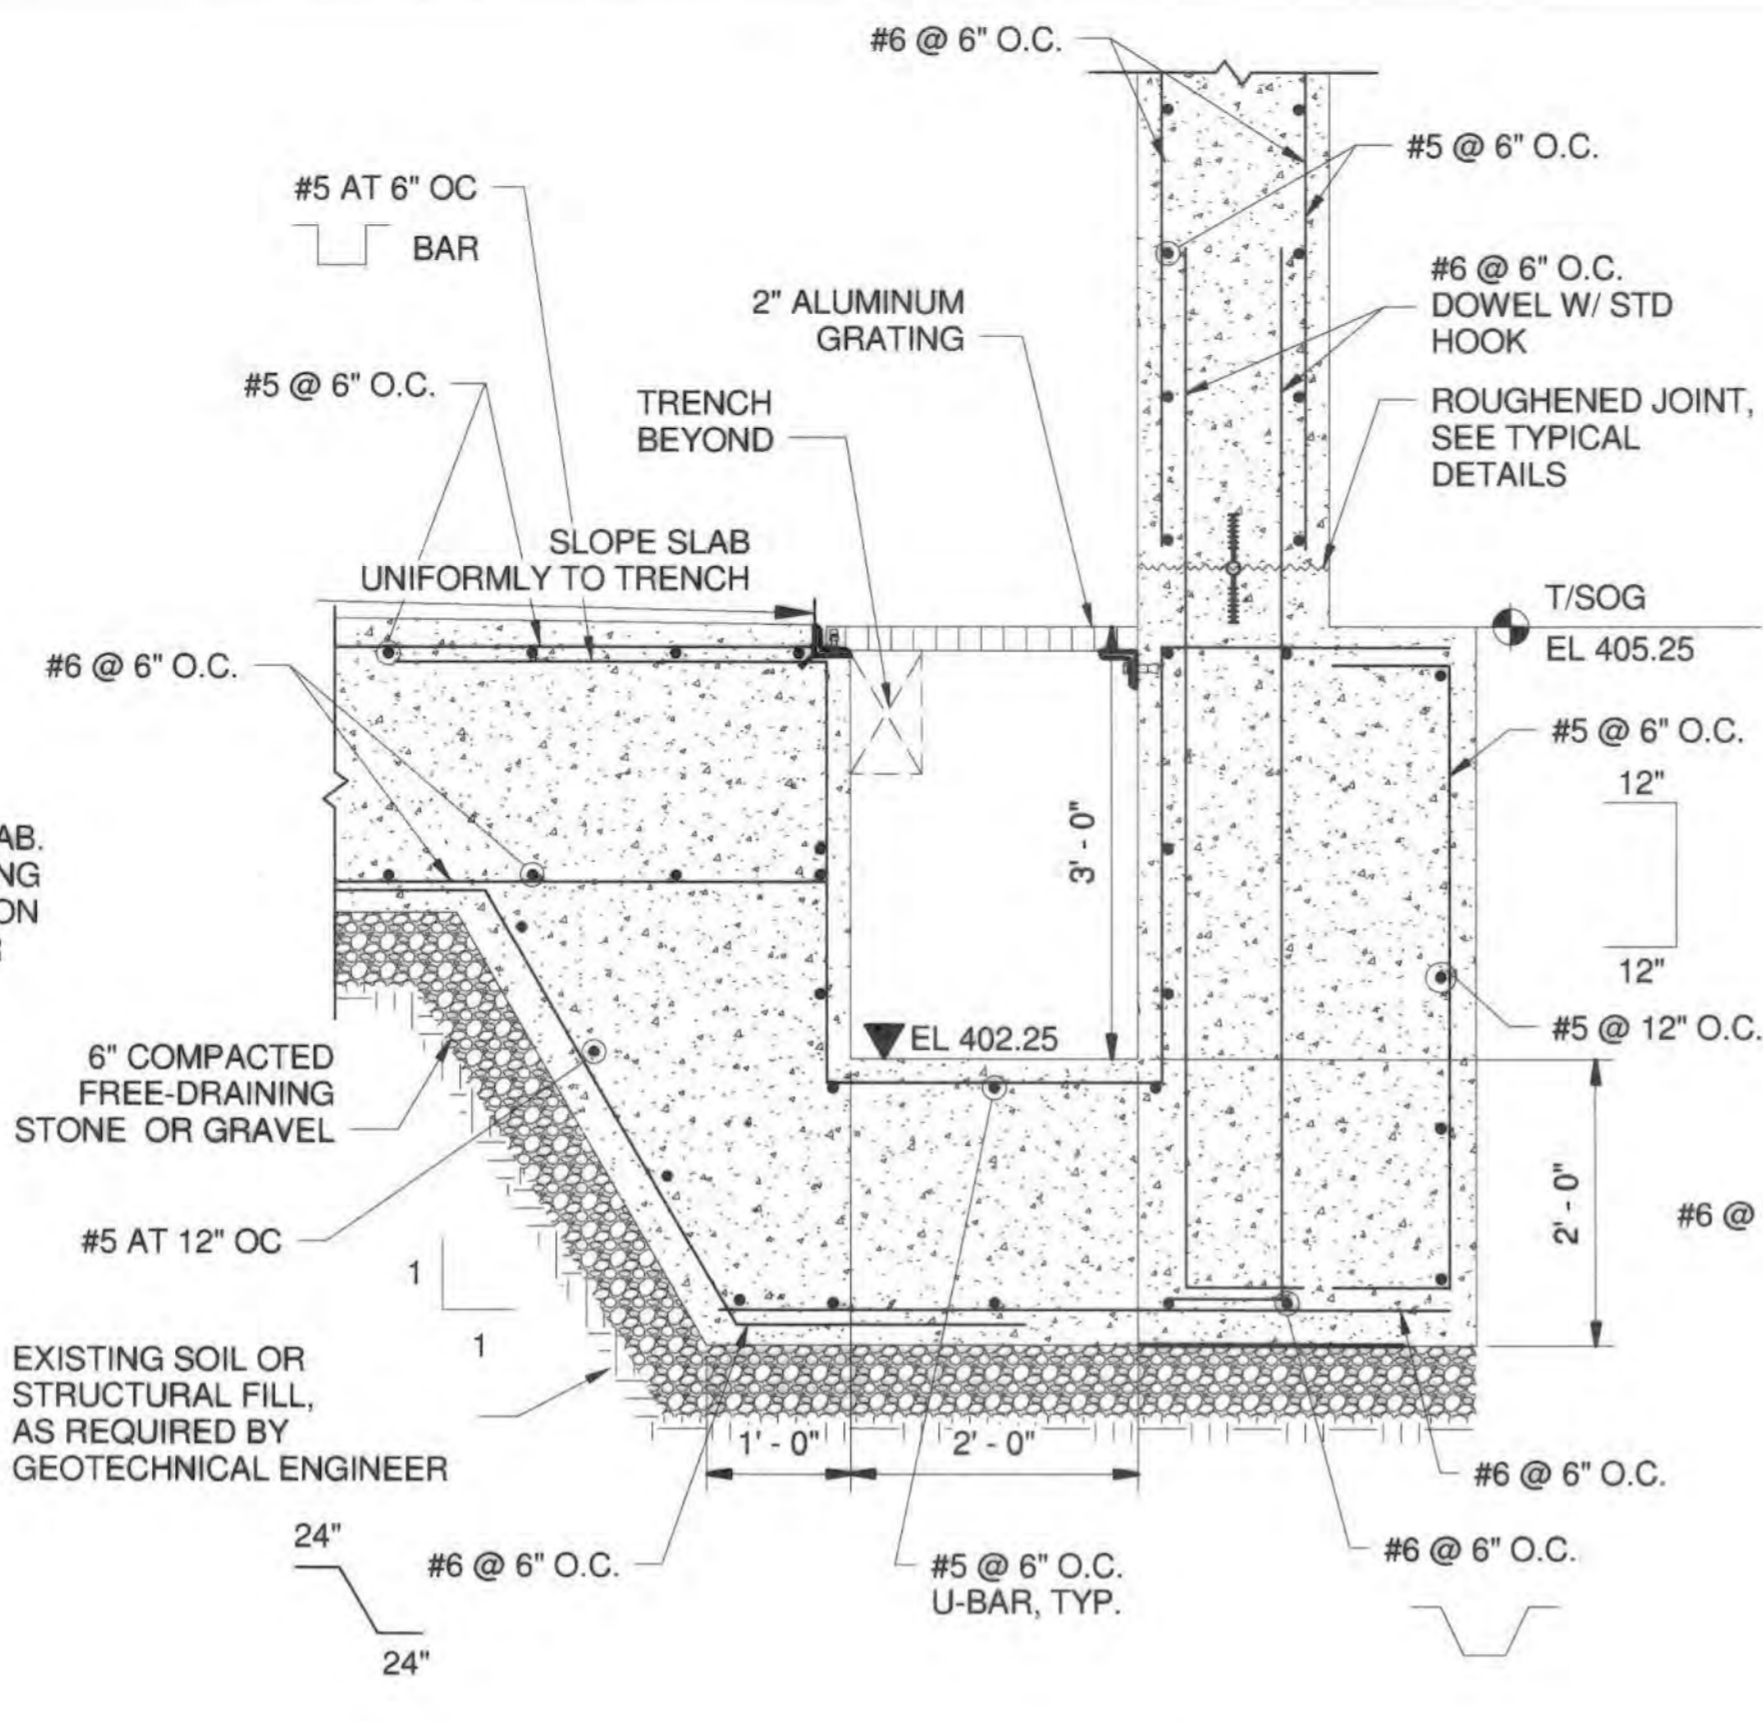 #6 @ 6" O.C.
#5 @ 6" O.C.
#5 AT 6" OC
BAR
#6 @ 6" O.C.
DOWEL W/ STD
HOOK
2" ALUMINUM
GRATING
#5 @ 6" O.C.
TRENCH
BEYOND
ROUGHENED JOINT,
SEE TYPICAL
DETAILS
SLOPE SLAB
UNIFORMLY TO TRENCH
T/SOG
EL 405.25
#6 @ 6" O.C.
#5 @ 6" O.C.
12"
12"
3' - 0"
AB.
NG
ON
EL 402.25
#5 @ 12" O.C.
6" COMPACTED
FREE-DRAINING
STONE OR GRAVEL
2' - 0"
#6 @
#5 AT 12" OC
1
1
EXISTING SOIL OR
STRUCTURAL FILL,
AS REQUIRED BY
GEOTECHNICAL ENGINEER
1' - 0"
2' - 0"
#6 @ 6" O.C.
24"
24"
#6 @ 6" O.C.
#5 @ 6" O.C.
U-BAR, TYP.
#6 @ 6" O.C.